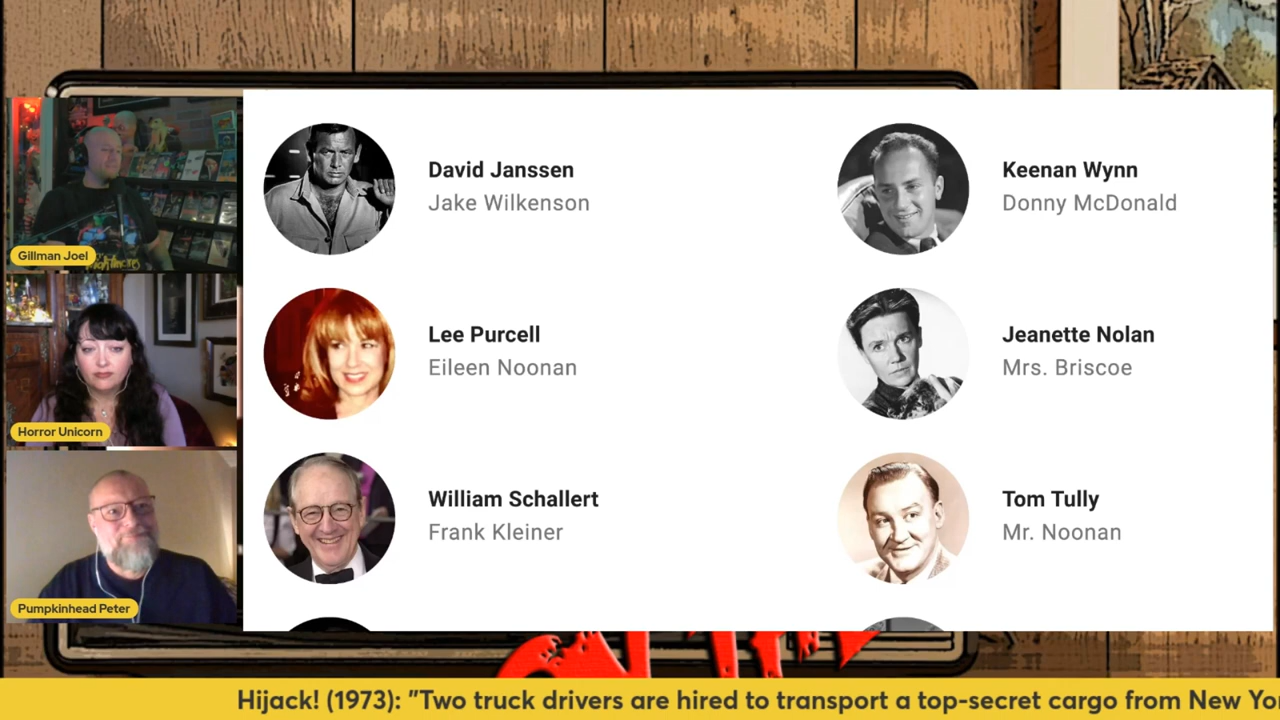 David Janssen
Jake Wilkenson
Keenan Wynn
Donny McDonald
Gillman Joel
Lee Purcell
Eileen Noonan
Jeanette Nolan
Mrs. Briscoe
Horror Unicorn
William Schallert
Frank Kleiner
Tom Tully
Mr. Noonan
Pumpkinhead Peter
Hijack! (1973): "Two truck drivers are hired to transport a top-secret cargo from New Yo